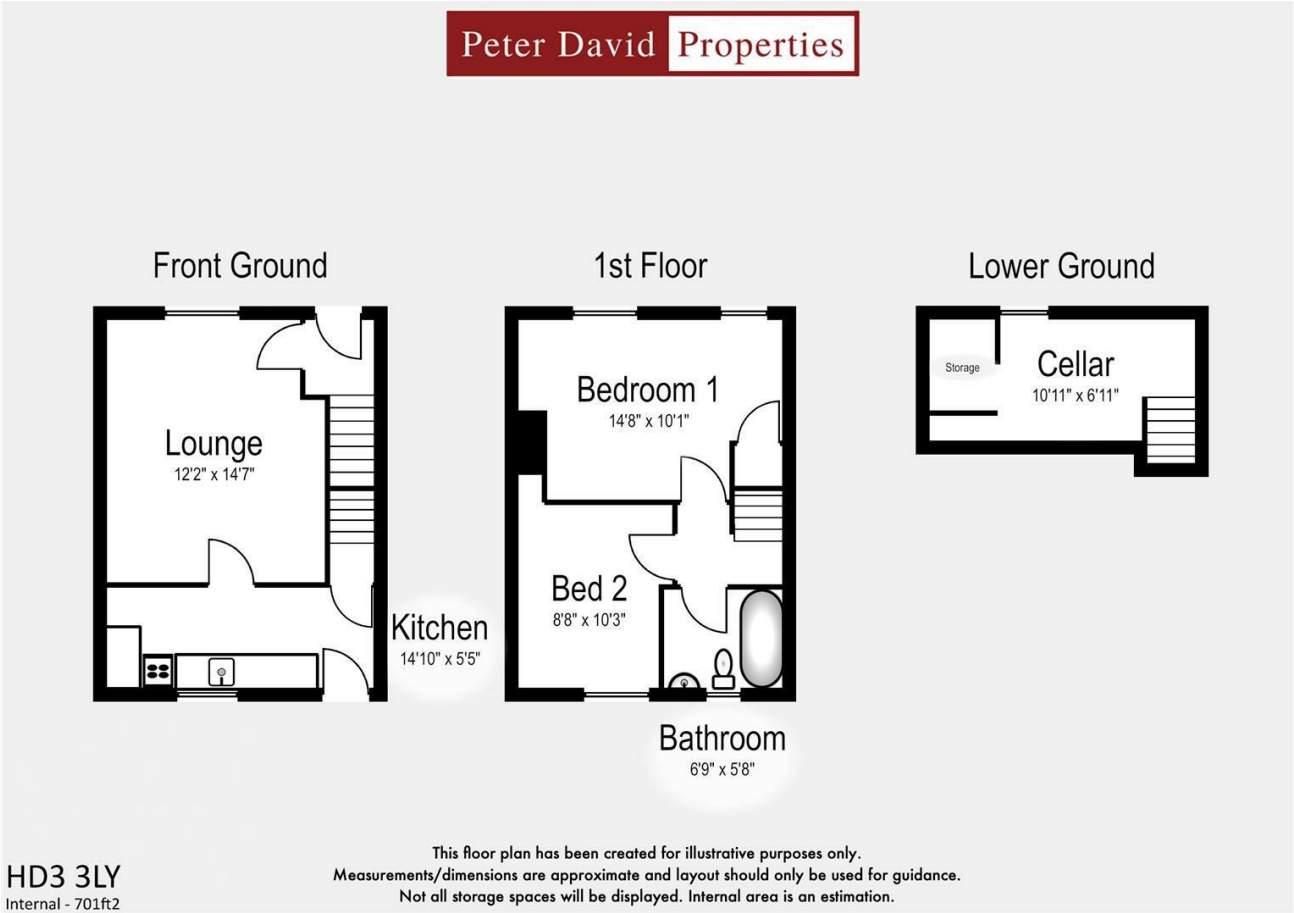 Peter David Properties
Front Ground
1st Floor
Lower Ground
Lounge
12'2" x 14'7"
Kitchen
14'10" x 5'5"
Bedroom 1
14'8" x 10'1"
Bed 2
8'8" x 10'3"
Bathroom
6'9" x 5'8"
Storage
Cellar
10'11" x 6'11"
HD3 3LY
Internal - 701ft2
This floor plan has been created for illustrative purposes only.
Measurements/dimensions are approximate and layout should only be used for guidance.
Not all storage spaces will be displayed. Internal area is an estimation.